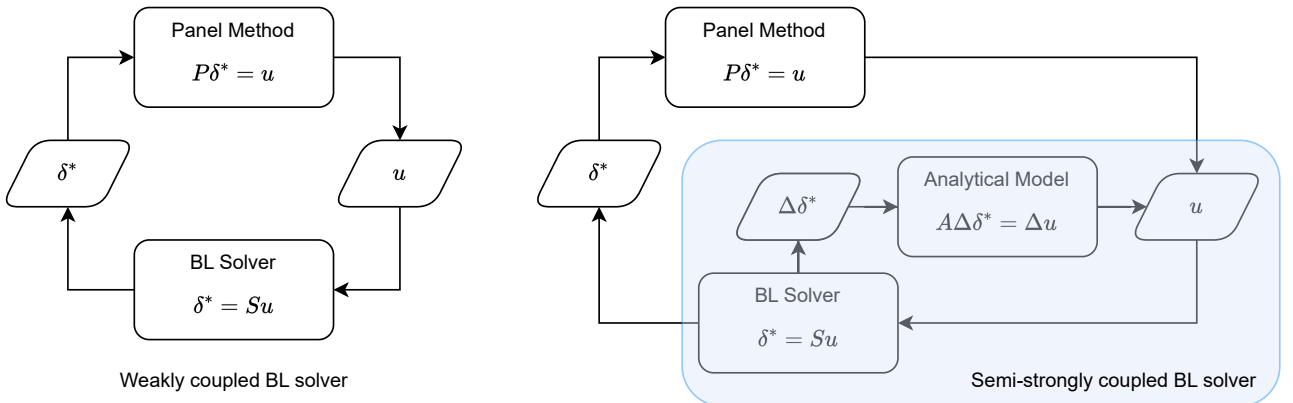 Panel Method
Pδ* = u
δ*
u
BL Solver
δ* = Su
Weakly coupled BL solver
Panel Method
Pδ* = u
δ*
Δδ*
Analytical Model
AΔδ* = Δu
u
BL Solver
δ* = Su
Semi-strongly coupled BL solver